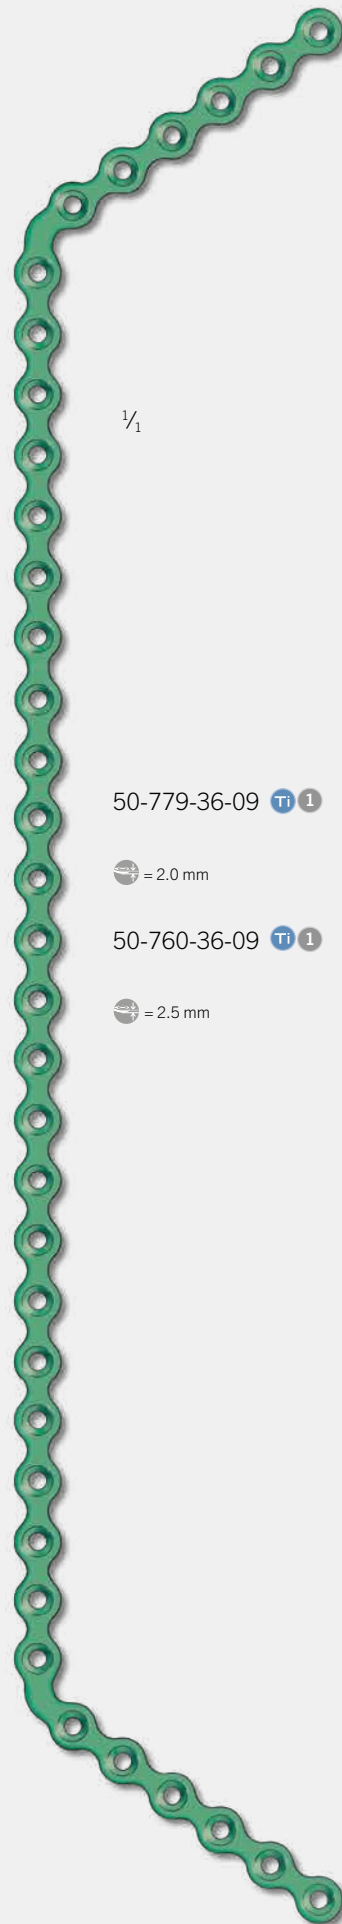 1/1
50-779-36-09 Ti 1
= 2.0 mm
50-760-36-09 Ti 1
= 2.5 mm